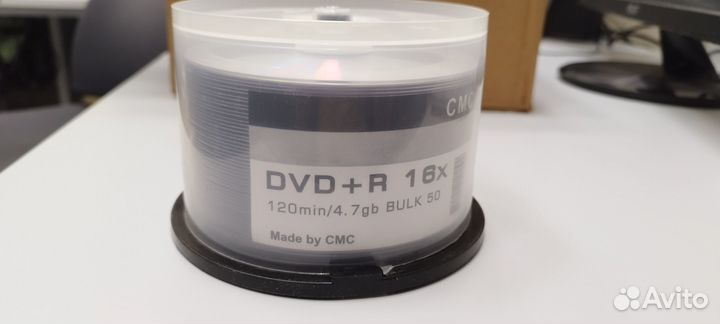 CMC
DVD+R 16x
120min/4.7gb BULK 50
Made by CMC
Avito